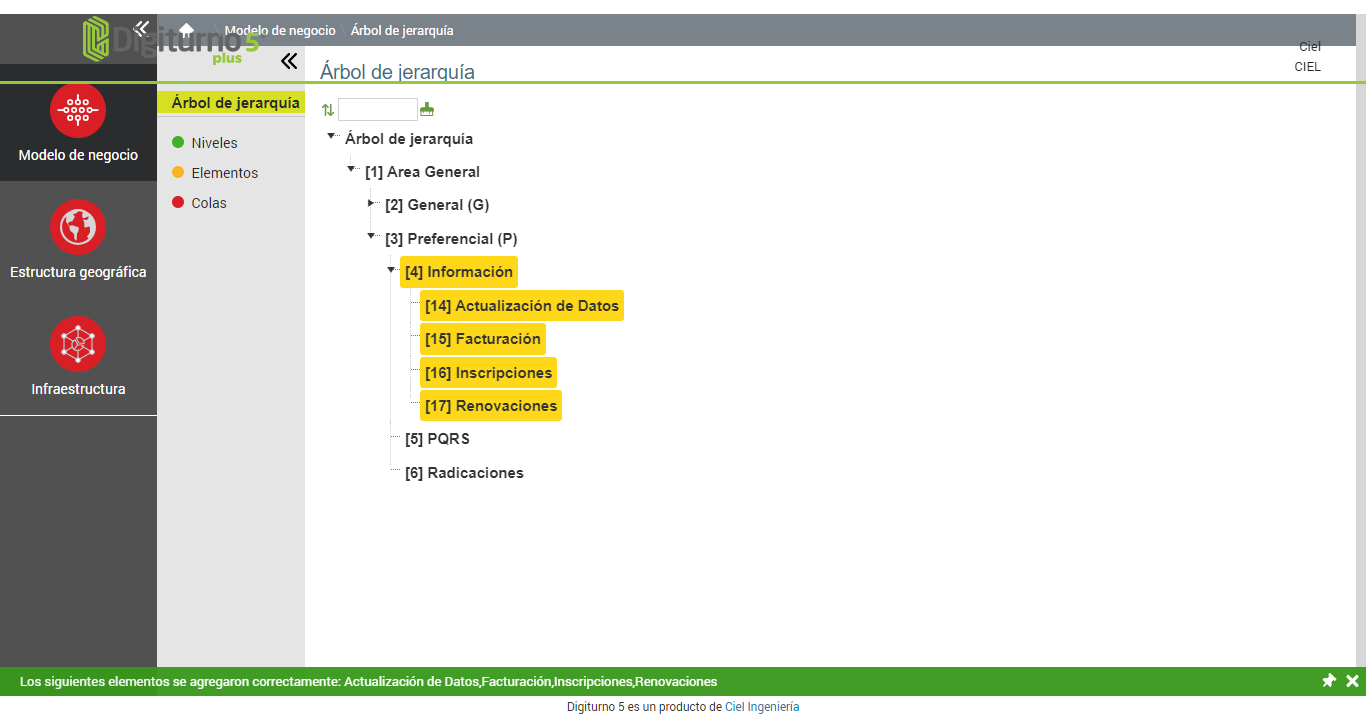 Digiturno5
plus
Modelo de negocio \ Árbol de jerarquía
Ciel
CIEL
Árbol de jerarquía
Modelo de negocio
Estructura geográfica
Infraestructura
Árbol de jerarquía
Niveles
Elementos
Colas
Árbol de jerarquía
[1] Area General
[2] General (G)
[3] Preferencial (P)
[4] Información
[14] Actualización de Datos
[15] Facturación
[16] Inscripciones
[17] Renovaciones
[5] PQRS
[6] Radicaciones
Los siguientes elementos se agregaron correctamente: Actualización de Datos,Facturación,Inscripciones,Renovaciones
Digiturno 5 es un producto de Ciel Ingeniería